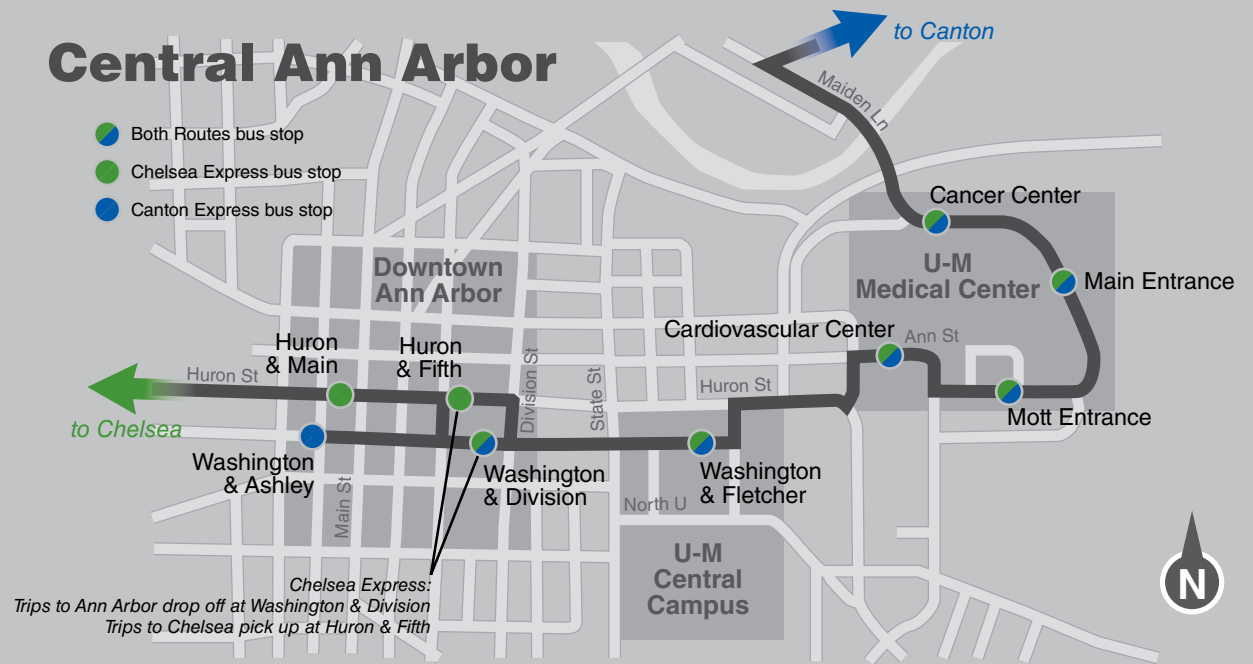 to Canton
Central Ann Arbor
Maiden Ln
Both Routes bus stop
Chelsea Express bus stop
Canton Express bus stop
Cancer Center
U-M
Medical Center
Main Entrance
Downtown
Ann Arbor
Cardiovascular Center
Ann St
Huron
& Main
Huron
& Fifth
Huron St
Division St
State St
Huron St
Mott Entrance
to Chelsea
Washington
& Ashley
Main St
Washington
& Division
Washington
& Fletcher
North U
U-M
Central
Campus
Chelsea Express:
Trips to Ann Arbor drop off at Washington & Division
Trips to Chelsea pick up at Huron & Fifth
N